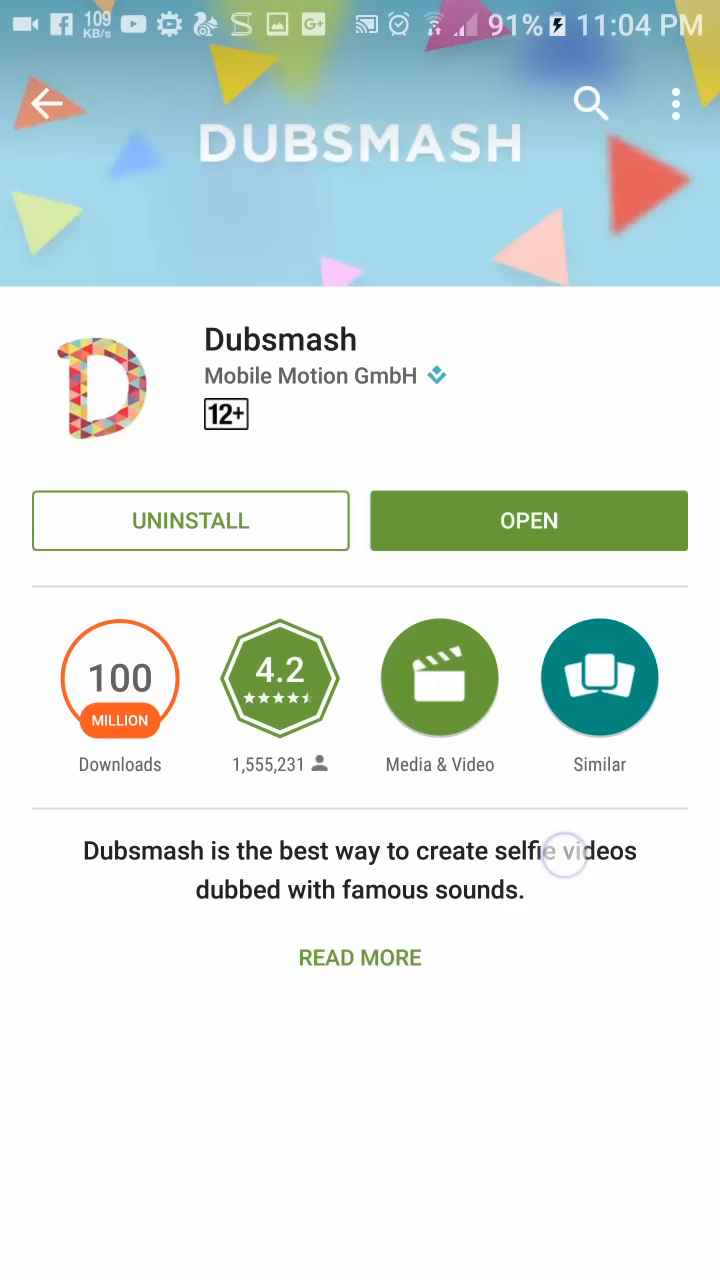 109 KB/s G+ 91% 11:04 PM
DUBSMASH
D
Dubsmash
Mobile Motion GmbH
12+
UNINSTALL OPEN
100 MILLION
4.2
Downloads 1,555,231 Media & Video Similar
Dubsmash is the best way to create selfie videos
dubbed with famous sounds.
READ MORE